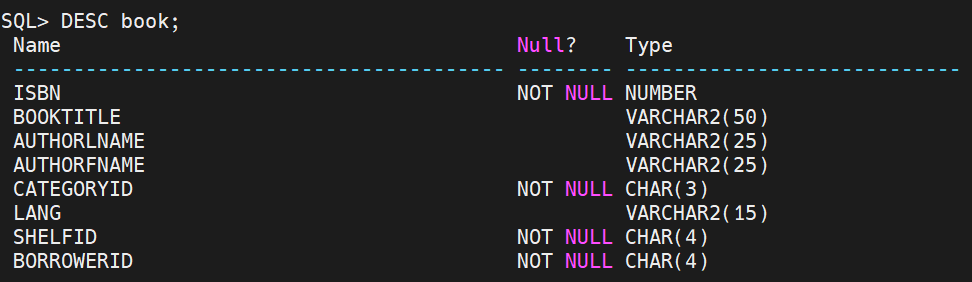 SQL> DESC book;
Name Null? Type
----------------------------------------- -------- ----------------------------
ISBN NOT NULL NUMBER
BOOKTITLE VARCHAR2(50)
AUTHORLNAME VARCHAR2(25)
AUTHORFNAME VARCHAR2(25)
CATEGORYID NOT NULL CHAR(3)
LANG VARCHAR2(15)
SHELFID NOT NULL CHAR(4)
BORROWERID NOT NULL CHAR(4)